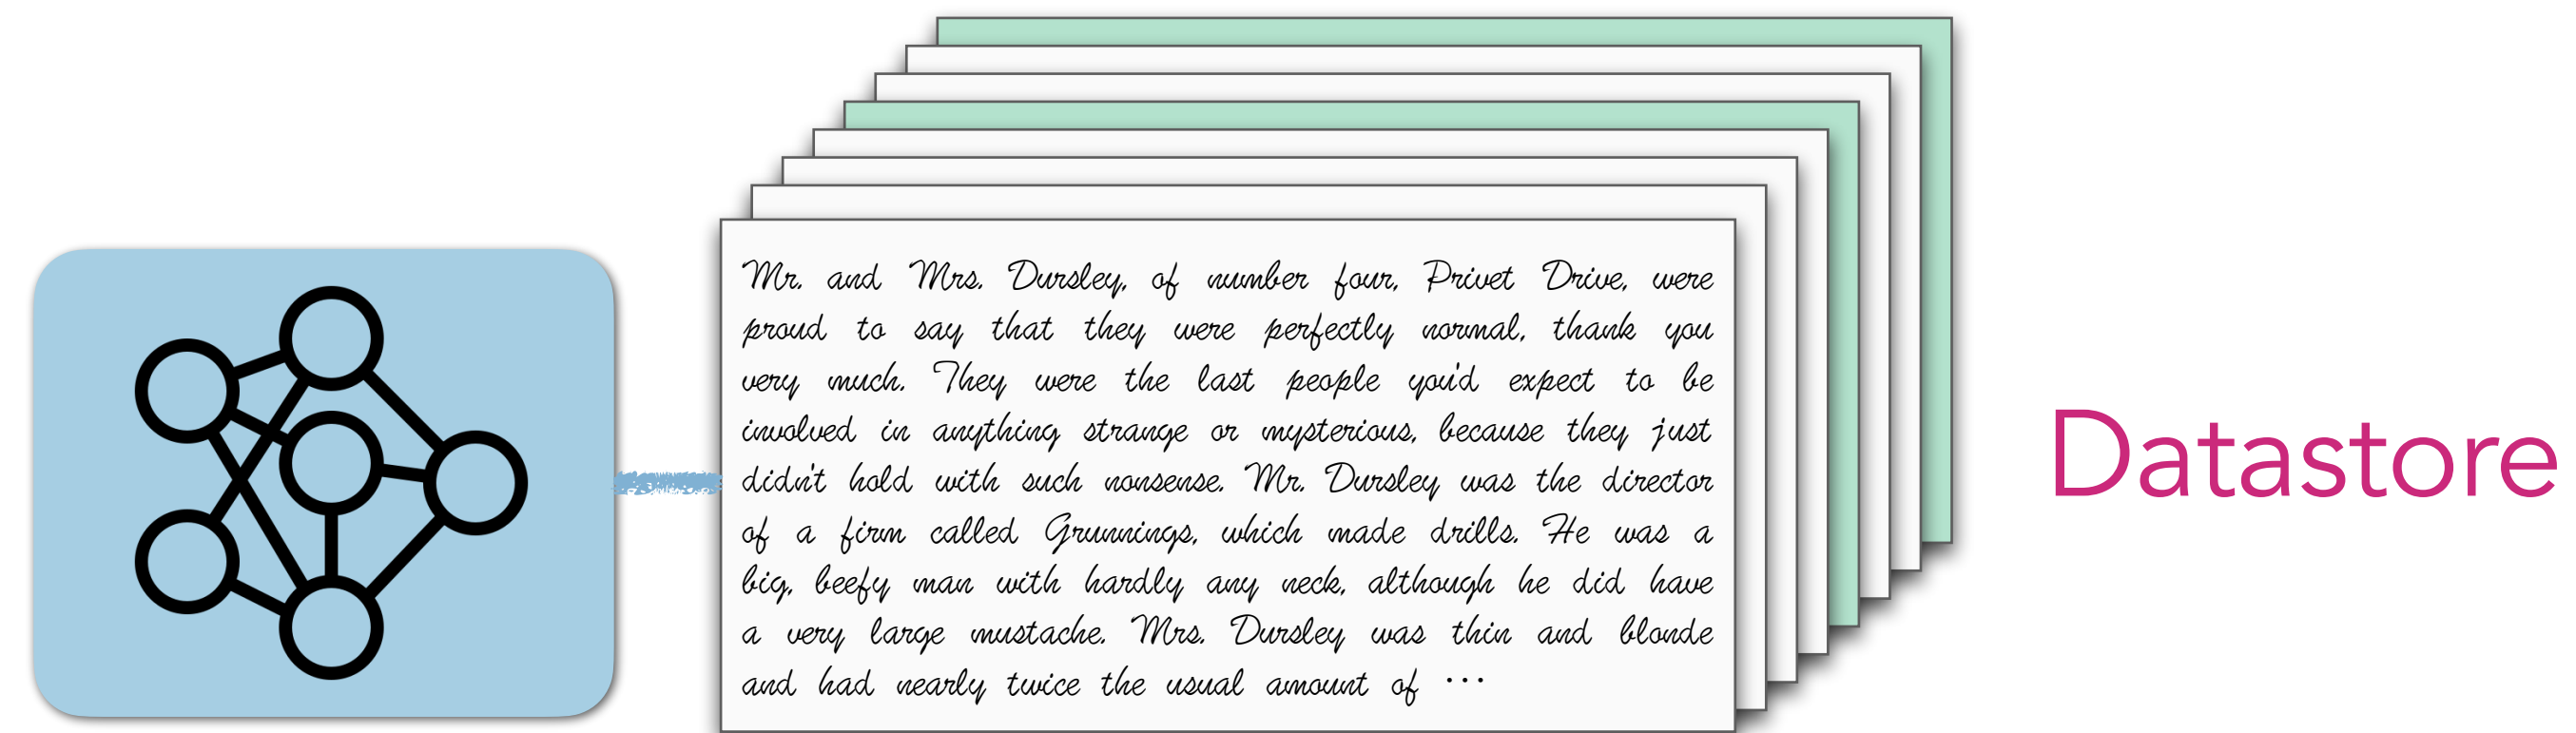 Mr. and Mrs. Dursley, of number four, Privet Drive, were
proud to say that they were perfectly normal, thank you
very much. They were the last people you'd expect to be
involved in anything strange or mysterious, because they just
didn't hold with such nonsense. Mr. Dursley was the director
of a firm called Grunnings, which made drills. He was a
big, beefy man with hardly any neck, although he did have
a very large mustache. Mrs. Dursley was thin and blonde
and had nearly twice the usual amount of ...
Datastore